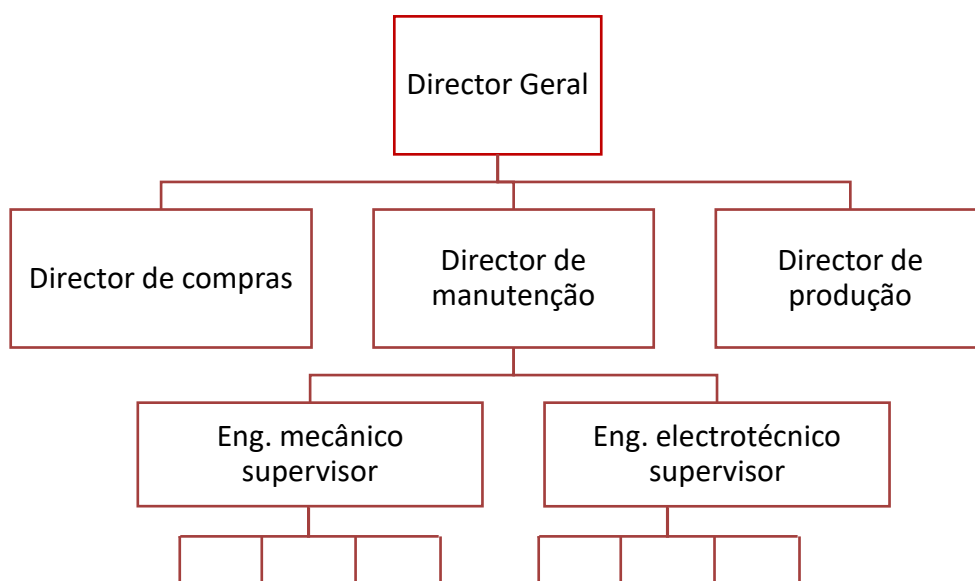 Director Geral
Director de compras
Director de
manutenção
Director de
produção
Eng. mecânico
supervisor
Eng. electrotécnico
supervisor